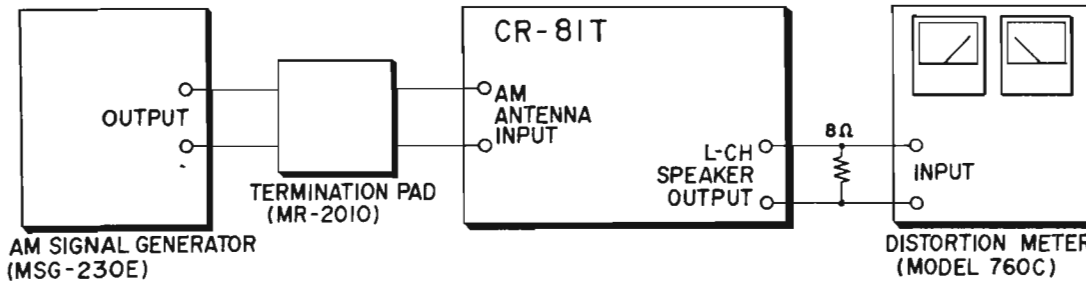 OUTPUT
AM SIGNAL GENERATOR
(MSG-230E)
TERMINATION PAD
(MR-2010)
CR-81T
AM
ANTENNA
INPUT
L-CH
SPEAKER
OUTPUT
8Ω
INPUT
DISTORTION METER
(MODEL 760C)